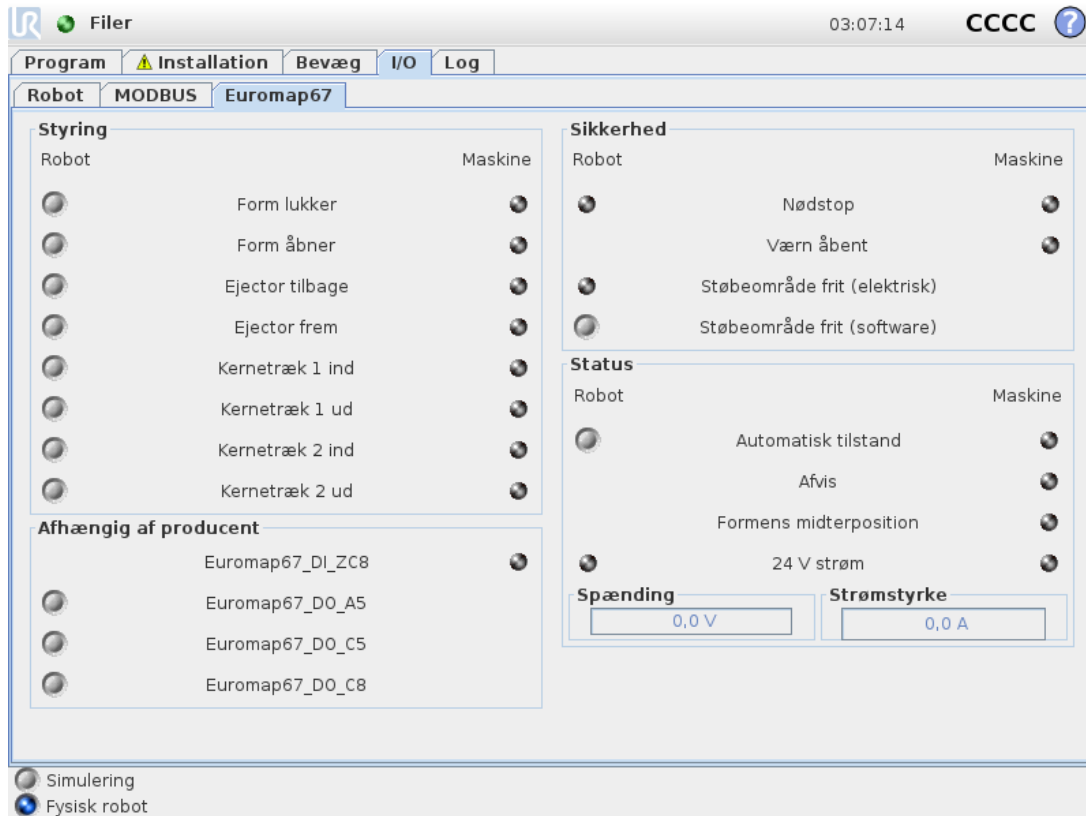 UR Filer 03:07:14 CCCC ?
Program Installation Bevæg I/O Log
Robot MODBUS Euromap67
Styring
Robot Maskine
Form lukker
Form åbner
Ejector tilbage
Ejector frem
Kernetræk 1 ind
Kernetræk 1 ud
Kernetræk 2 ind
Kernetræk 2 ud
Afhængig af producent
Euromap67_DI_ZC8
Euromap67_DO_A5
Euromap67_DO_C5
Euromap67_DO_C8
Sikkerhed
Robot Maskine
Nødstop
Værn åbent
Støbeområde frit (elektrisk)
Støbeområde frit (software)
Status
Robot Maskine
Automatisk tilstand
Afvis
Formens midterposition
24 V strøm
Spænding Strømstyrke
0,0 V 0,0 A
Simulering
Fysisk robot